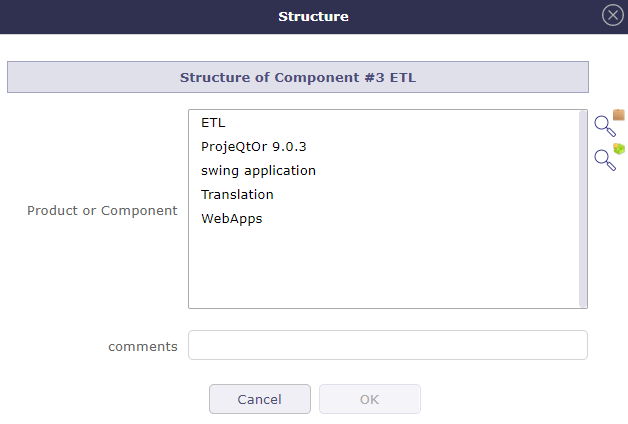 Structure
Structure of Component #3 ETL
Product or Component
ETL
ProjeQtOr 9.0.3
swing application
Translation
WebApps
comments
Cancel
OK